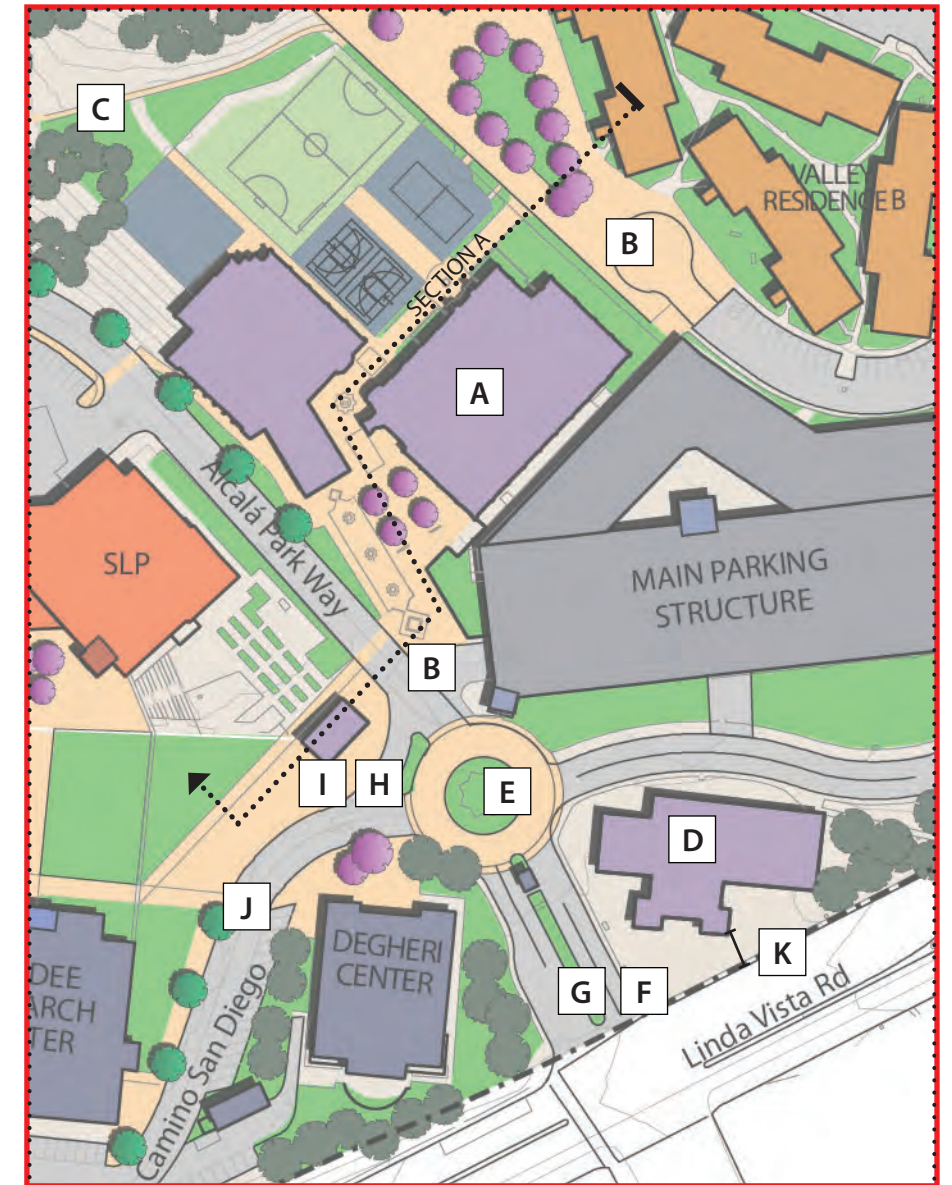 C
VALLEY
RESIDENCE B
B
SECTION A
A
Alcalá Park Way
SLP
MAIN PARKING
STRUCTURE
B
I
H
E
D
J
DEGHERI
CENTER
K
DEE
ARCH
TER
G
F
Linda Vista Rd
Camino San Diego